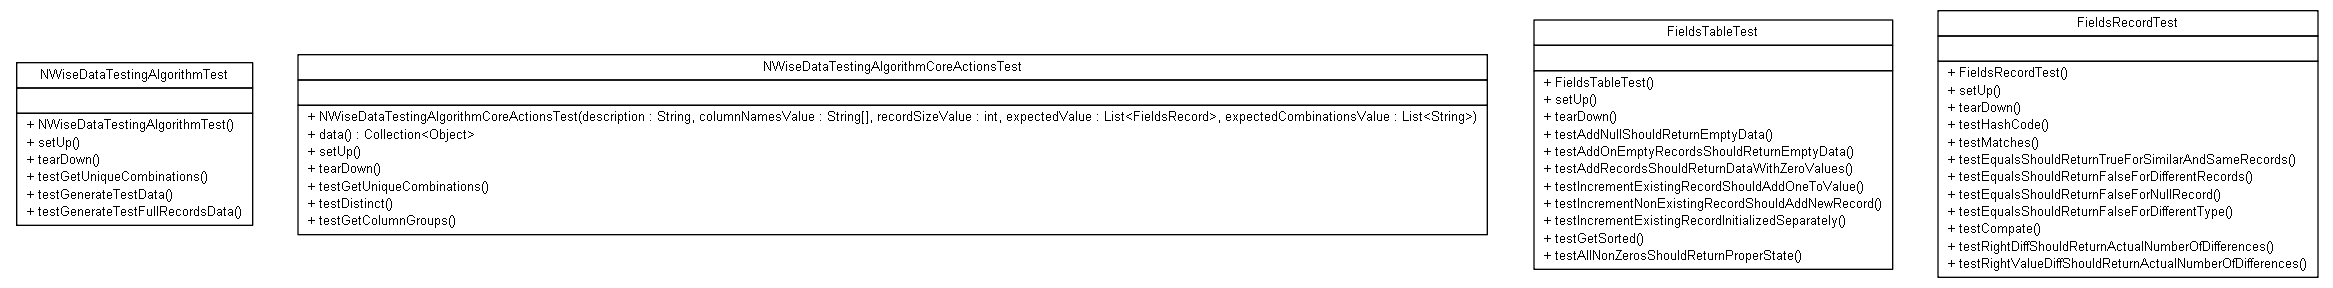 NWiseDataTestingAlgorithmTest
+ NWiseDataTestingAlgorithmTest()
+ setUp()
+ tearDown()
+ testGetUniqueCombinations()
+ testGenerateTestData()
+ testGenerateTestFullRecordsData()
NWiseDataTestingAlgorithmCoreActionsTest
+ NWiseDataTestingAlgorithmCoreActionsTest(description : String, columnNamesValue : String[], recordSizeValue : int, expectedValue : List<FieldsRecord>, expectedCombinationsValue : List<String>)
+ data() : Collection<Object>
+ setUp()
+ tearDown()
+ testGetUniqueCombinations()
+ testDistinct()
+ testGetColumnGroups()
FieldsTableTest
+ FieldsTableTest()
+ setUp()
+ tearDown()
+ testAddNullShouldReturnEmptyData()
+ testAddOnEmptyRecordsShouldReturnEmptyData()
+ testAddRecordsShouldReturnDataWithZeroValues()
+ testIncrementExistingRecordShouldAddOneToValue()
+ testIncrementNonExistingRecordShouldAddNewRecord()
+ testIncrementExistingRecordInitializedSeparately()
+ testGetSorted()
+ testAllNonZerosShouldReturnProperState()
FieldsRecordTest
+ FieldsRecordTest()
+ setUp()
+ tearDown()
+ testHashCode()
+ testMatches()
+ testEqualsShouldReturnTrueForSimilarAndSameRecords()
+ testEqualsShouldReturnFalseForDifferentRecords()
+ testEqualsShouldReturnFalseForNullRecord()
+ testEqualsShouldReturnFalseForDifferentType()
+ testCompate()
+ testRightDiffShouldReturnActualNumberOfDifferences()
+ testRightValueDiffShouldReturnActualNumberOfDifferences()